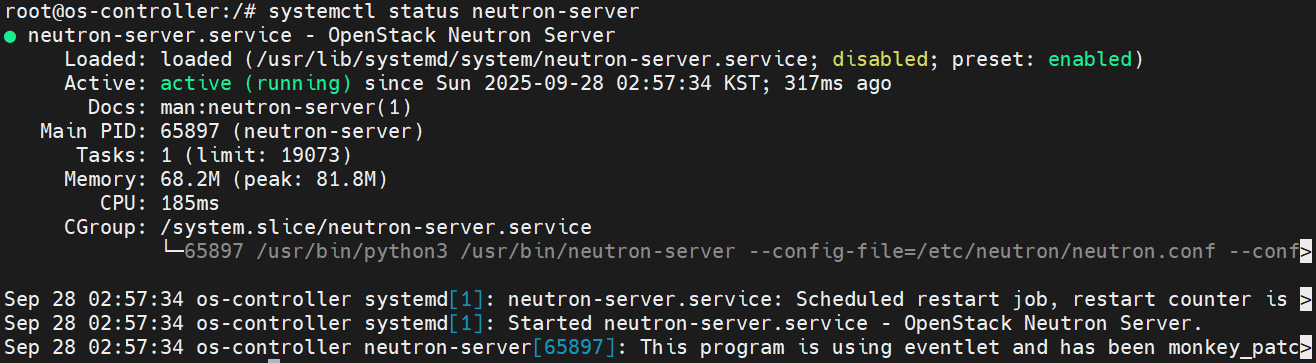 root@os-controller:/# systemctl status neutron-server
● neutron-server.service - OpenStack Neutron Server
Loaded: loaded (/usr/lib/systemd/system/neutron-server.service; disabled; preset: enabled)
Active: active (running) since Sun 2025-09-28 02:57:34 KST; 317ms ago
Docs: man:neutron-server(1)
Main PID: 65897 (neutron-server)
Tasks: 1 (limit: 19073)
Memory: 68.2M (peak: 81.8M)
CPU: 185ms
CGroup: /system.slice/neutron-server.service
└─65897 /usr/bin/python3 /usr/bin/neutron-server --config-file=/etc/neutron/neutron.conf --conf>
Sep 28 02:57:34 os-controller systemd[1]: neutron-server.service: Scheduled restart job, restart counter is >
Sep 28 02:57:34 os-controller systemd[1]: Started neutron-server.service - OpenStack Neutron Server.
Sep 28 02:57:34 os-controller neutron-server[65897]: This program is using eventlet and has been monkey_patc>